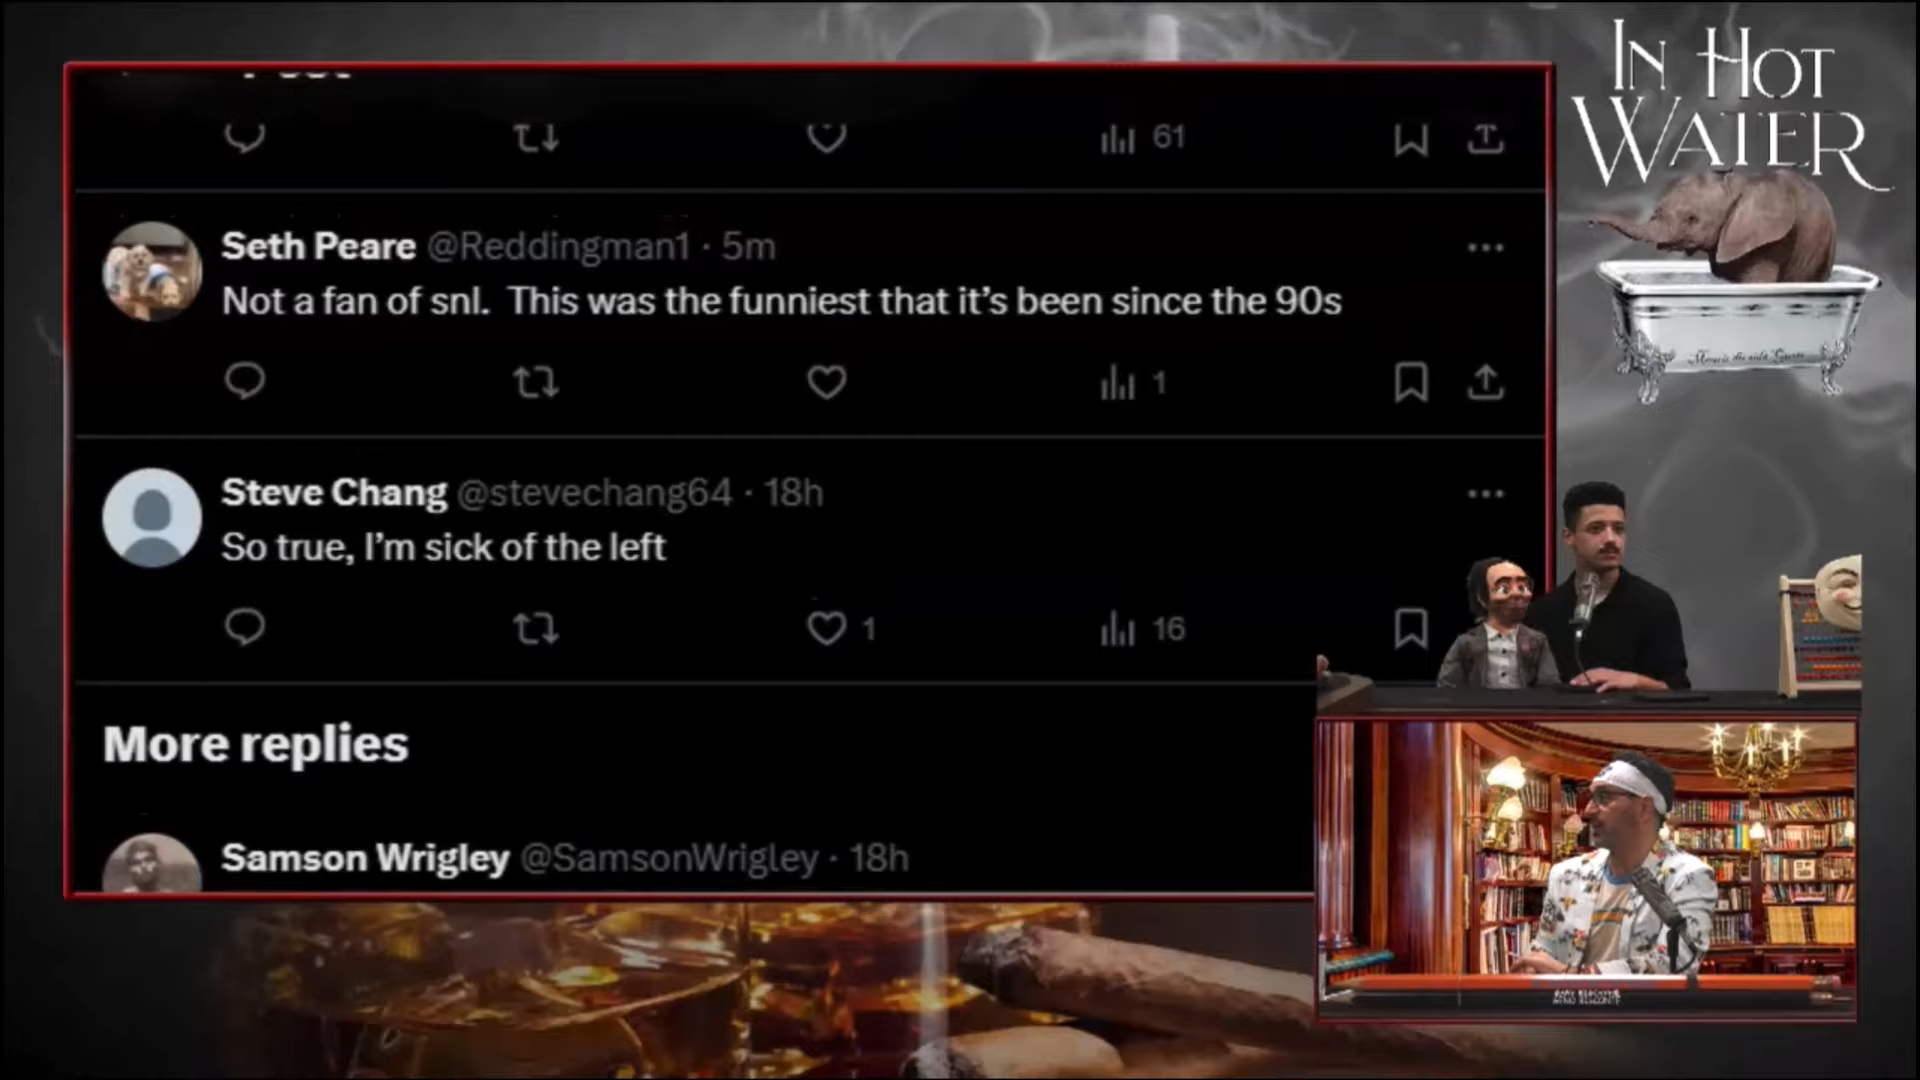 IN HOT
WATER
61
Seth Peare @Reddingman1 · 5m
Not a fan of snl.  This was the funniest that it's been since the 90s
1
Steve Chang @stevechang64 · 18h
So true, I'm sick of the left
1 16
More replies
Samson Wrigley @SamsonWrigley · 18h